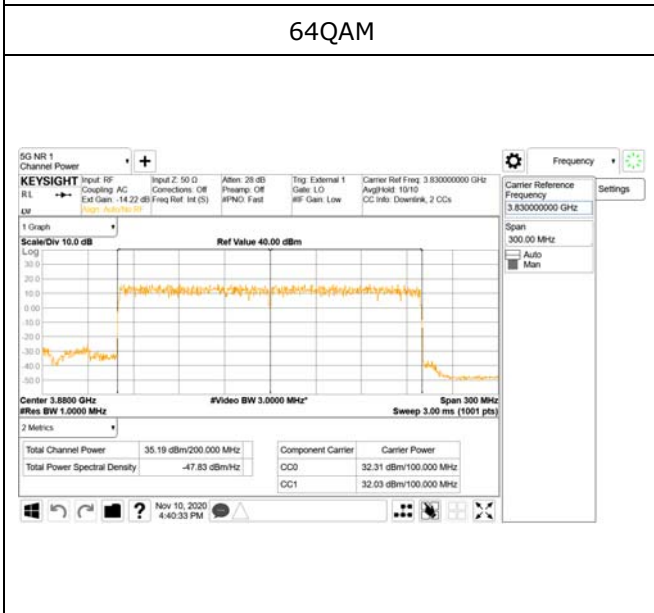 64QAM
5G NR 1
Channel Power
Frequency
KEYSIGHT
Input: RF
Input Z: 50 Ω
Atten: 28 dB
Trig: External 1
Carrier Ref Freq: 3.830000000 GHz
RL
Coupling: AC
Corrections: Off
Preamp: Off
Gate: LO
Avg|Hold: 10/10
Ext Gain: -14.22 dB
Freq Ref: Int (S)
#PNO: Fast
#IF Gain: Low
CC Info: Downlink, 2 CCs
Align: Auto/No RF
Carrier Reference
Frequency
3.830000000 GHz
Settings
Span
300.00 MHz
Auto
Man
1 Graph
Scale/Div 10.0 dB
Ref Value 40.00 dBm
Log
30.0
20.0
10.0
0.00
-10.0
-20.0
-30.0
-40.0
-50.0
Center 3.8800 GHz
#Video BW 3.0000 MHz*
Span 300 MHz
#Res BW 1.0000 MHz
Sweep 3.00 ms (1001 pts)
2 Metrics
Total Channel Power
35.19 dBm/200.000 MHz
Total Power Spectral Density
-47.83 dBm/Hz
Component Carrier
Carrier Power
CC0
32.31 dBm/100.000 MHz
CC1
32.03 dBm/100.000 MHz
?
Nov 10, 2020
4:40:33 PM